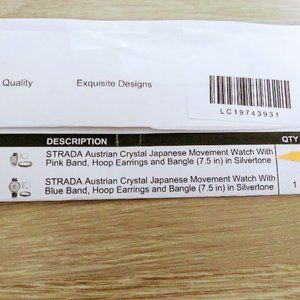 Quality Exquisite Designs
LC19743931
DESCRIPTION QTY
STRADA Austrian Crystal Japanese Movement Watch With
Pink Band, Hoop Earrings and Bangle (7.5 in) in Silvertone
STRADA Austrian Crystal Japanese Movement Watch With
Blue Band, Hoop Earrings and Bangle (7.5 in) in Silvertone
1